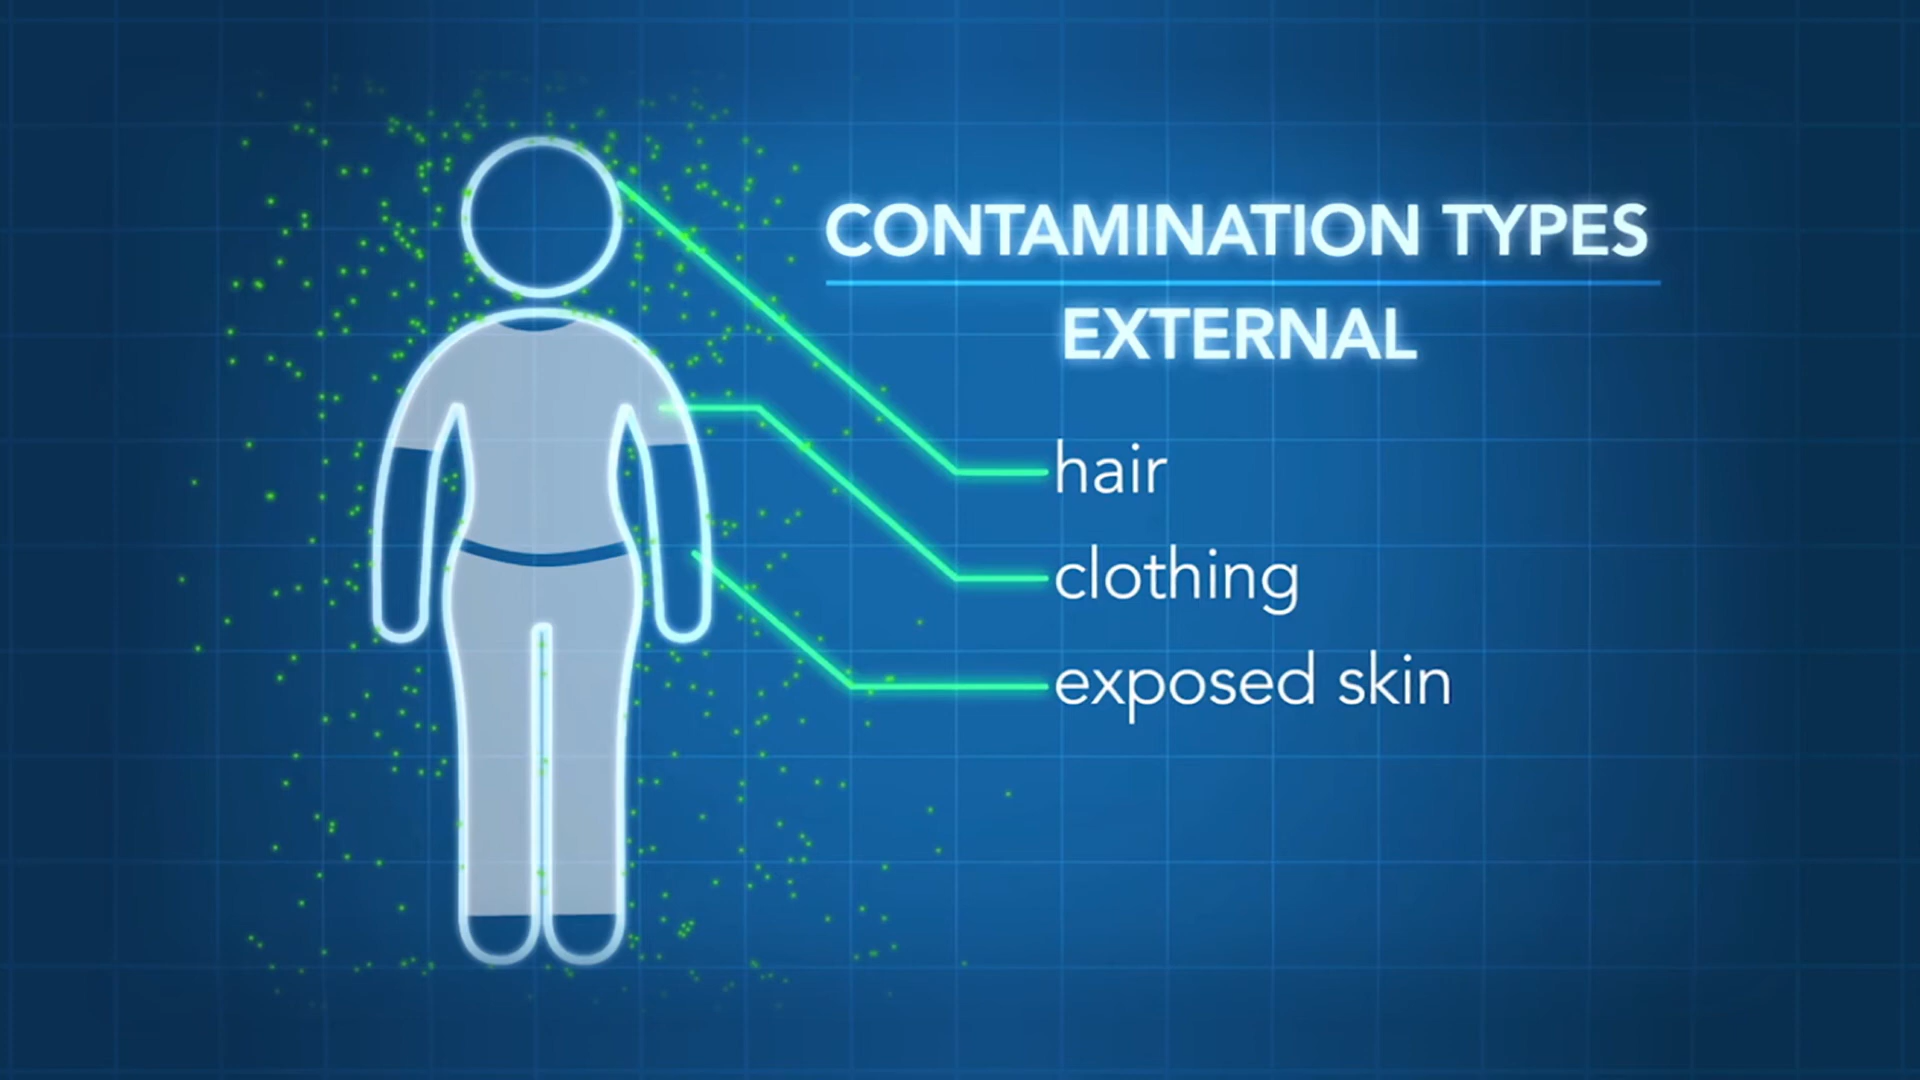 CONTAMINATION TYPES
EXTERNAL
hair
clothing
exposed skin